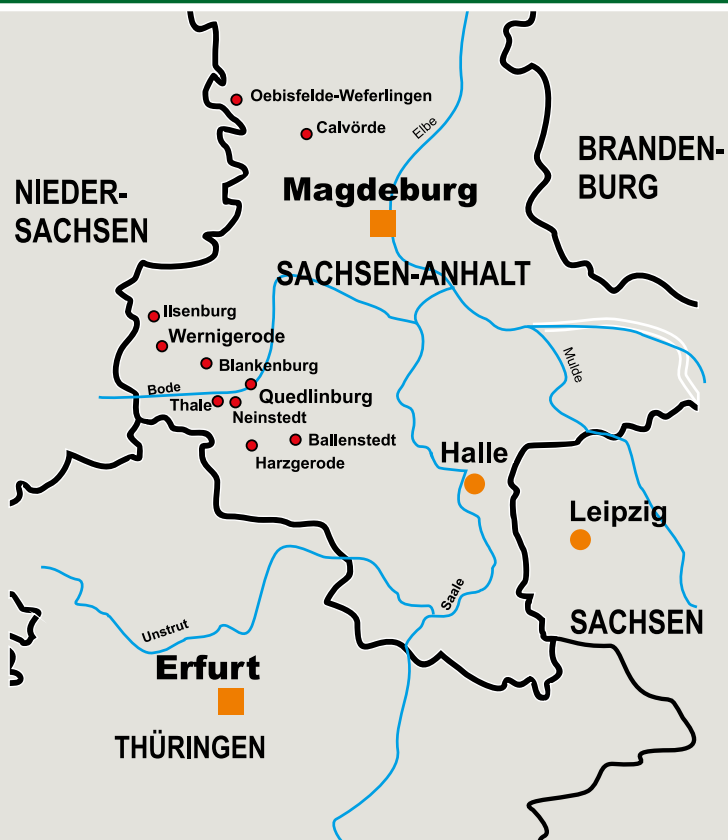 Oebisfelde-Weferlingen
Calvörde
Elbe
BRANDEN-
BURG
NIEDER-
SACHSEN
Magdeburg
SACHSEN-ANHALT
Ilsenburg
Wernigerode
Blankenburg
Mulde
Bode
Quedlinburg
Thale
Neinstedt
Ballenstedt
Harzgerode
Halle
Leipzig
Saale
SACHSEN
Unstrut
Erfurt
THÜRINGEN